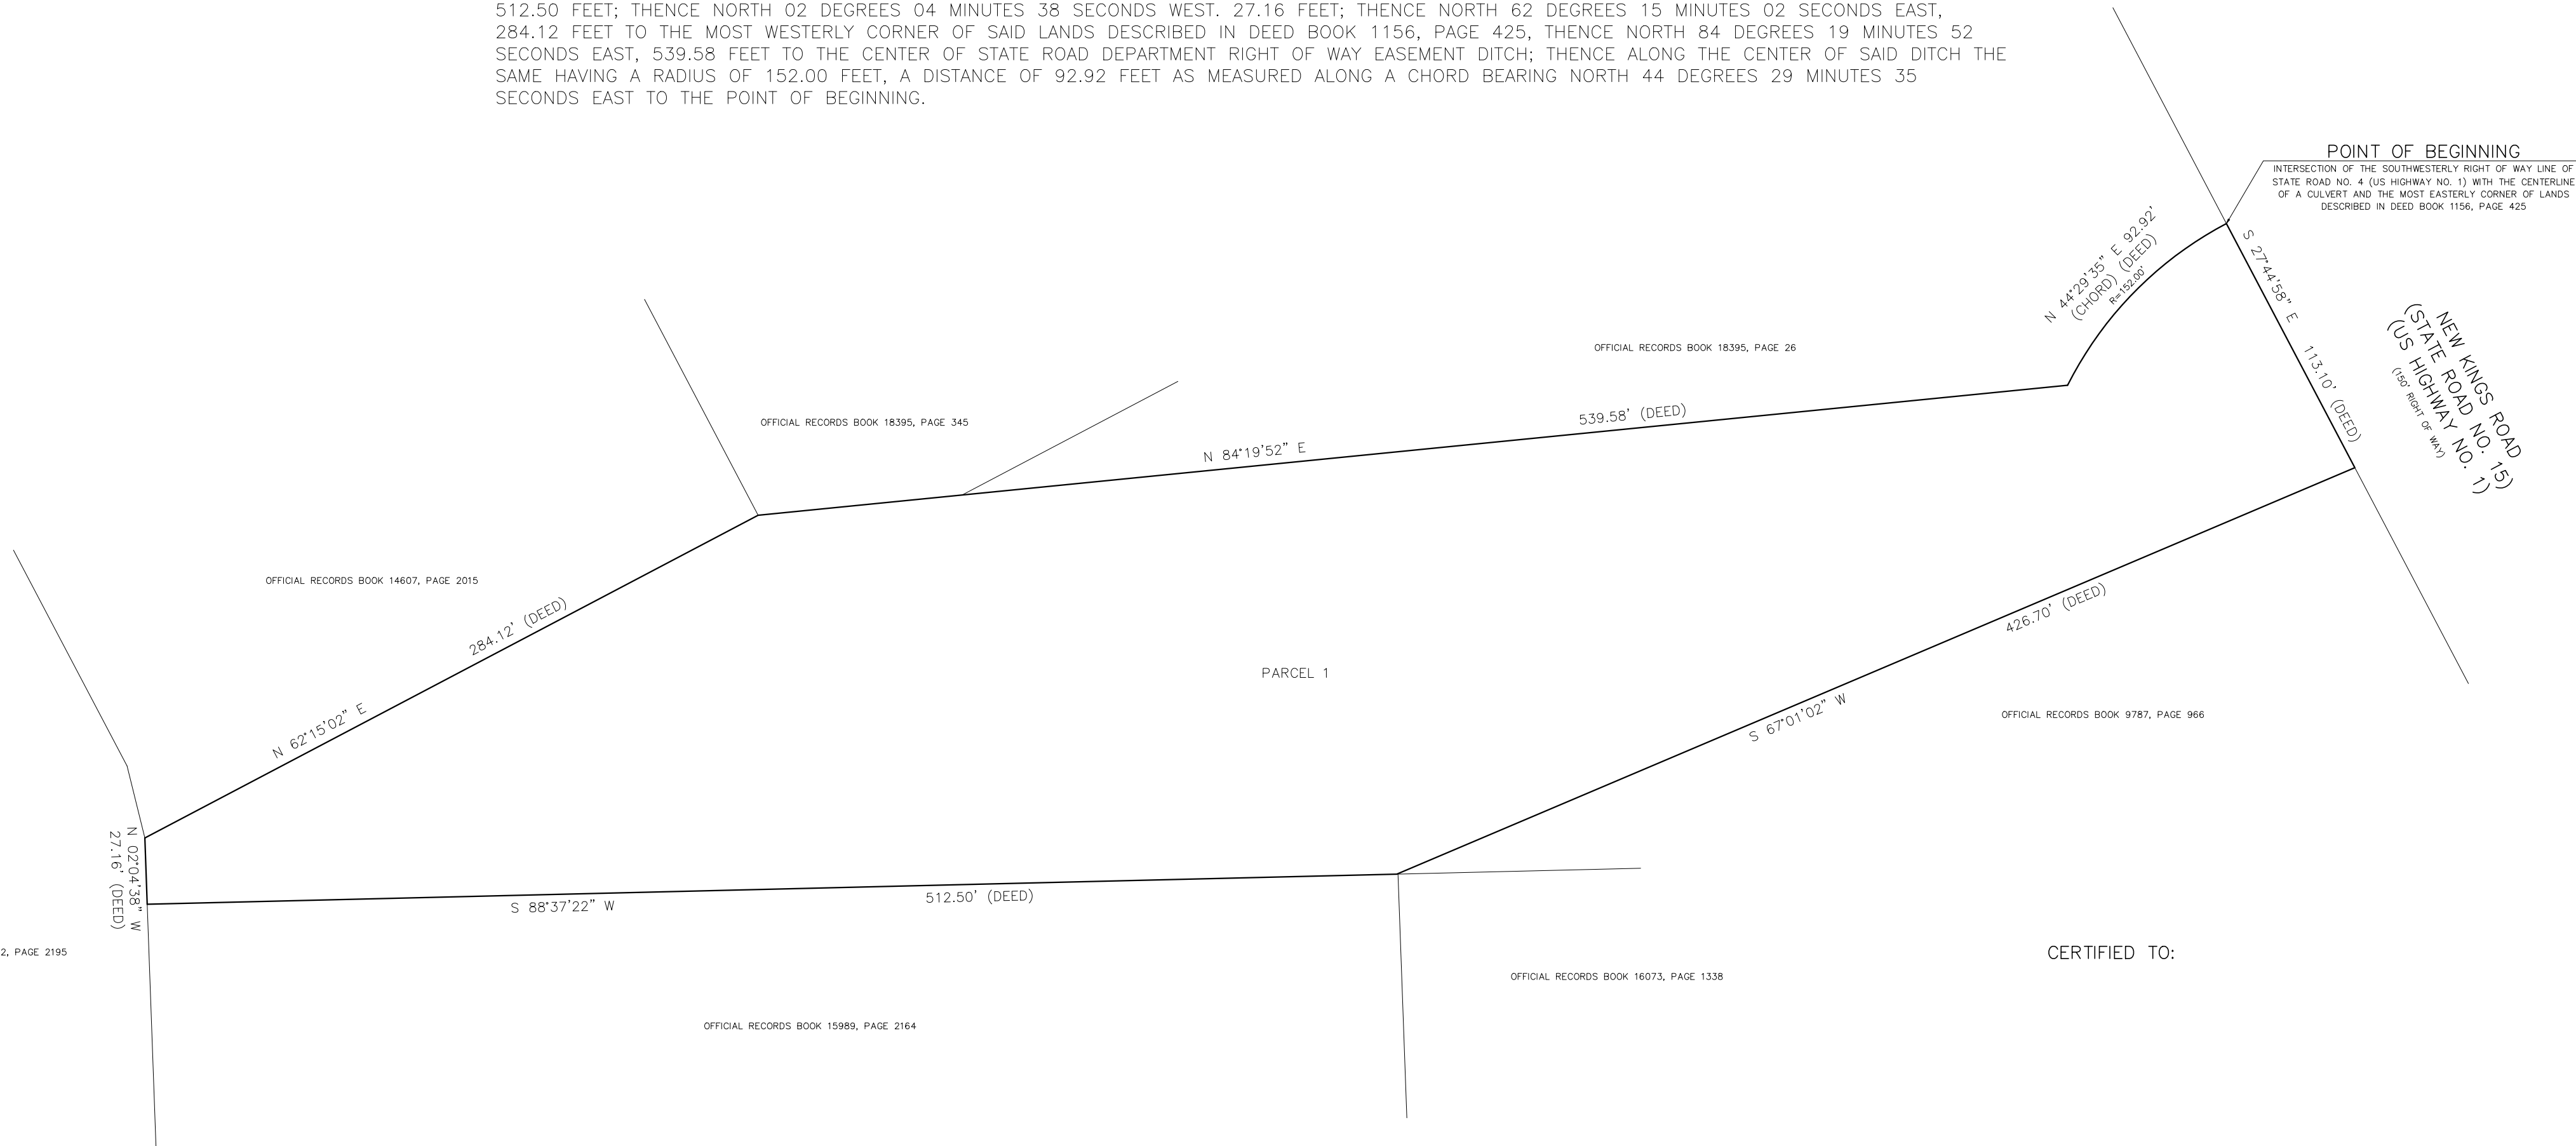 512.50 FEET; THENCE NORTH 02 DEGREES 04 MINUTES 38 SECONDS WEST. 27.16 FEET; THENCE NORTH 62 DEGREES 15 MINUTES 02 SECONDS EAST,
284.12 FEET TO THE MOST WESTERLY CORNER OF SAID LANDS DESCRIBED IN DEED BOOK 1156, PAGE 425, THENCE NORTH 84 DEGREES 19 MINUTES 52
SECONDS EAST, 539.58 FEET TO THE CENTER OF STATE ROAD DEPARTMENT RIGHT OF WAY EASEMENT DITCH; THENCE ALONG THE CENTER OF SAID DITCH THE
SAME HAVING A RADIUS OF 152.00 FEET, A DISTANCE OF 92.92 FEET AS MEASURED ALONG A CHORD BEARING NORTH 44 DEGREES 29 MINUTES 35
SECONDS EAST TO THE POINT OF BEGINNING.
POINT OF BEGINNING
INTERSECTION OF THE SOUTHWESTERLY RIGHT OF WAY LINE OF
STATE ROAD NO. 4 (US HIGHWAY NO. 1) WITH THE CENTERLINE
OF A CULVERT AND THE MOST EASTERLY CORNER OF LANDS
DESCRIBED IN DEED BOOK 1156, PAGE 425
N 44°29'35" E 92.92'
(CHORD) (DEED)
R=152.00'
S 27°44'58" E 113.10' (DEED)
NEW KINGS ROAD
(STATE ROAD NO. 15)
(US HIGHWAY NO. 1)
(150' RIGHT OF WAY)
OFFICIAL RECORDS BOOK 18395, PAGE 26
OFFICIAL RECORDS BOOK 18395, PAGE 345
N 84°19'52" E 539.58' (DEED)
OFFICIAL RECORDS BOOK 14607, PAGE 2015
N 62°15'02" E 284.12' (DEED)
PARCEL 1
S 67°01'02" W 426.70' (DEED)
OFFICIAL RECORDS BOOK 9787, PAGE 966
N 02°04'38" W
27.16' (DEED)
S 88°37'22" W 512.50' (DEED)
2, PAGE 2195
CERTIFIED TO:
OFFICIAL RECORDS BOOK 16073, PAGE 1338
OFFICIAL RECORDS BOOK 15989, PAGE 2164